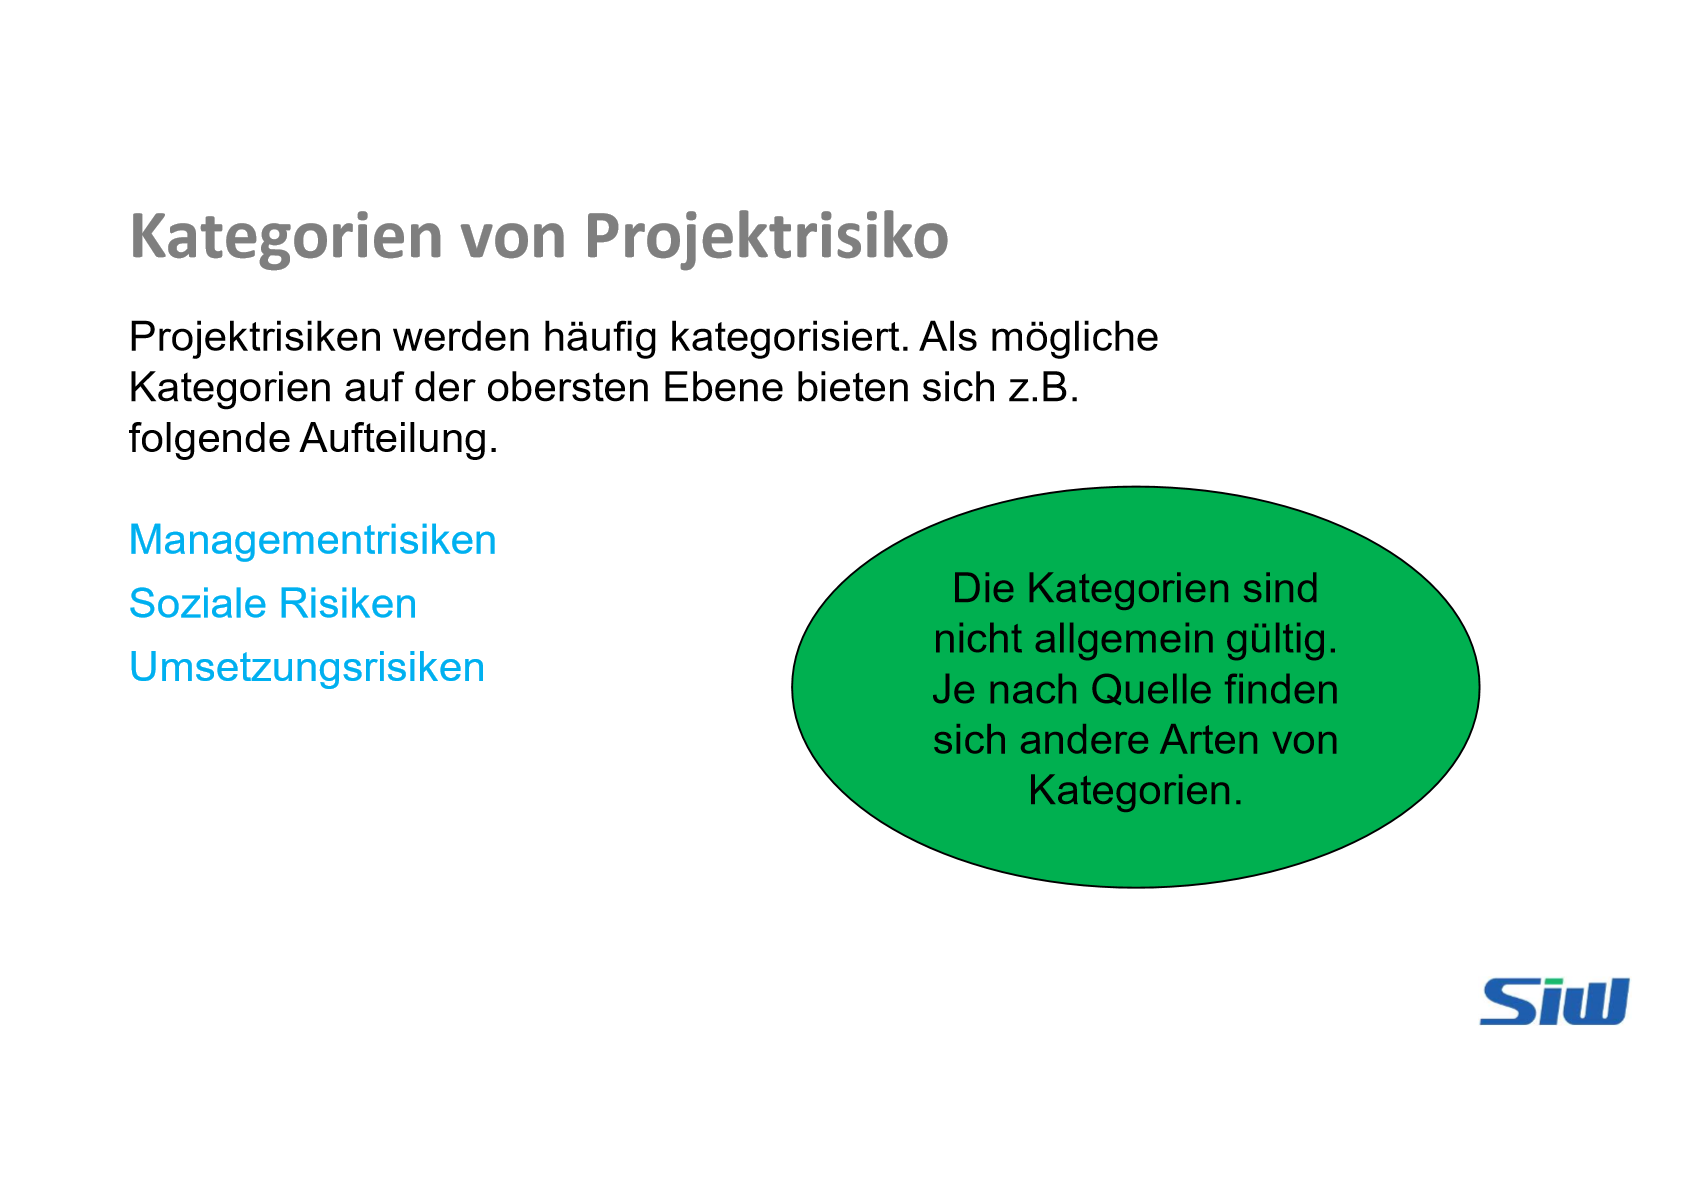 Kategorien von Projektrisiko
Projektrisiken werden häufig kategorisiert. Als mögliche
Kategorien auf der obersten Ebene bieten sich z.B.
folgende Aufteilung.
Managementrisiken
Soziale Risiken
Umsetzungsrisiken
Die Kategorien sind
nicht allgemein gültig.
Je nach Quelle finden
sich andere Arten von
Kategorien.
Siw